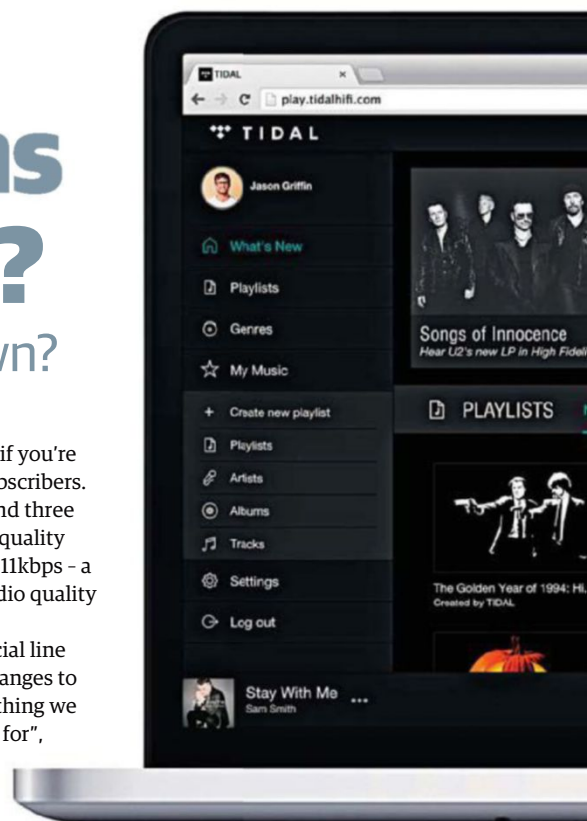 ?
if you're
bscribers.
nd three
quality
11kbps – a
dio quality
cial line
anges to
thing we
for",
TIDAL
play.tidalhifi.com
TIDAL
Jason Griffin
What's New
Playlists
Genres
My Music
Create new playlist
Playlists
Artists
Albums
Tracks
Settings
Log out
Stay With Me
Sam Smith
Songs of Innocence
Hear U2's new LP in High Fideli
PLAYLISTS
The Golden Year of 1994: Hi...
Created by TIDAL